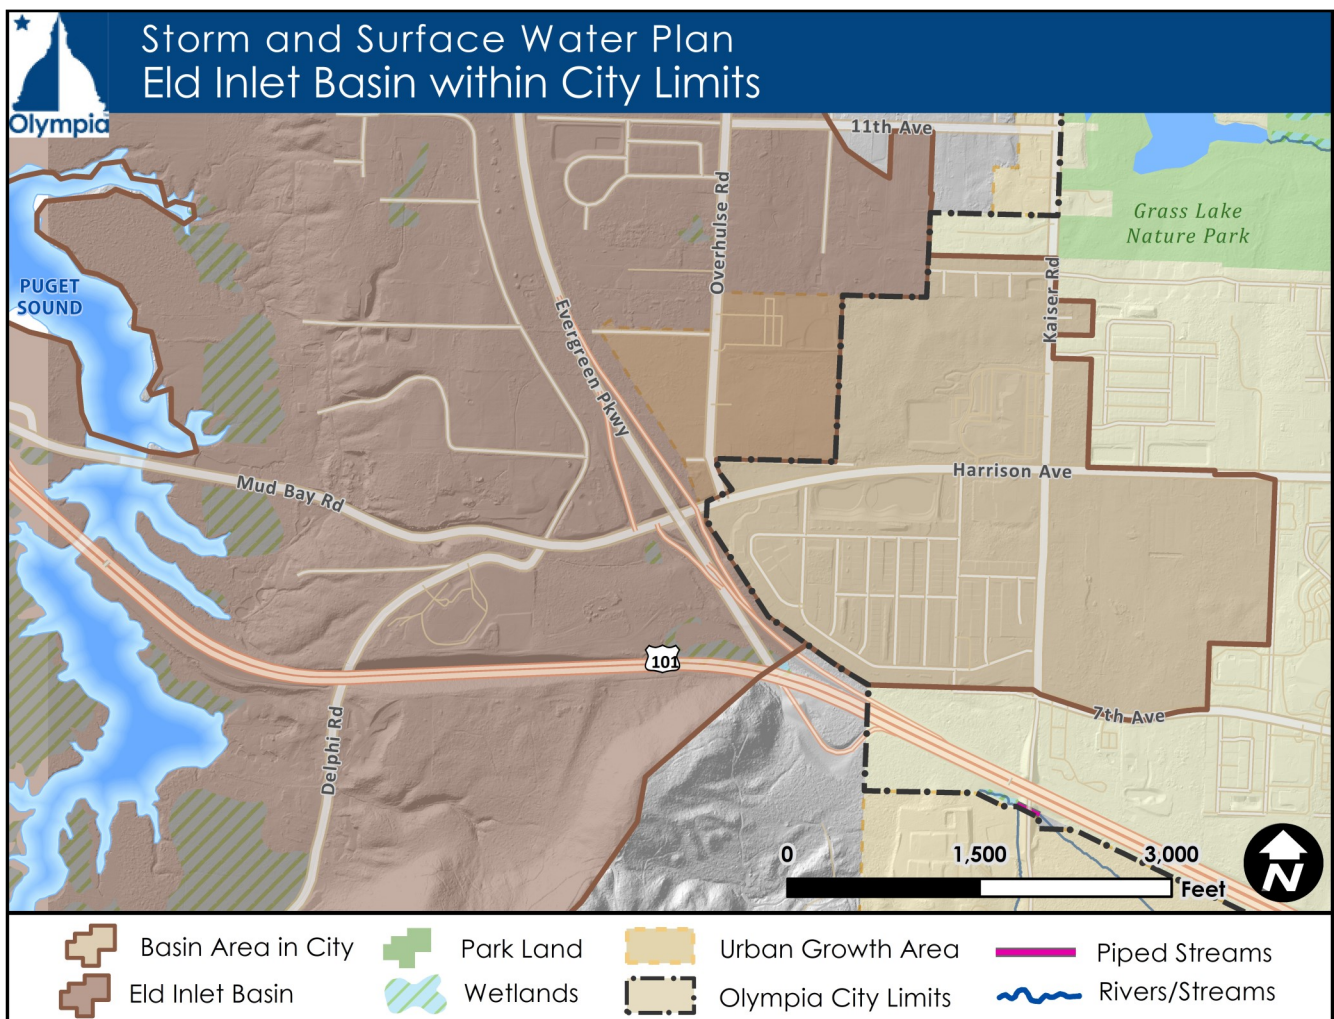 Storm and Surface Water Plan
Eld Inlet Basin within City Limits
Olympia
11th Ave
Overhulse Rd
Grass Lake
Nature Park
PUGET
SOUND
Kaiser Rd
Evergreen Pkwy
Harrison Ave
Mud Bay Rd
101
Delphi Rd
7th Ave
0 1,500 3,000
Feet
N
Basin Area in City
Park Land
Urban Growth Area
Piped Streams
Eld Inlet Basin
Wetlands
Olympia City Limits
Rivers/Streams